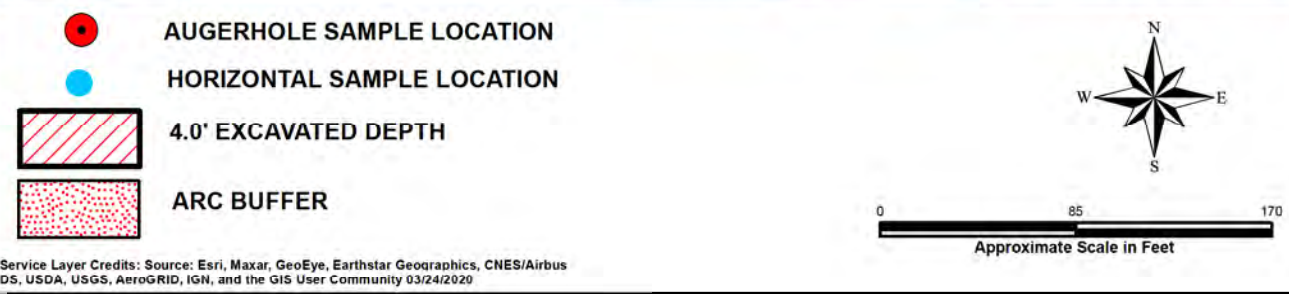 AUGERHOLE SAMPLE LOCATION
HORIZONTAL SAMPLE LOCATION
4.0' EXCAVATED DEPTH
ARC BUFFER
Service Layer Credits: Source: Esri, Maxar, GeoEye, Earthstar Geographics, CNES/Airbus
DS, USDA, USGS, AeroGRID, IGN, and the GIS User Community 03/24/2020
N
W E
S
0 85 170
Approximate Scale in Feet